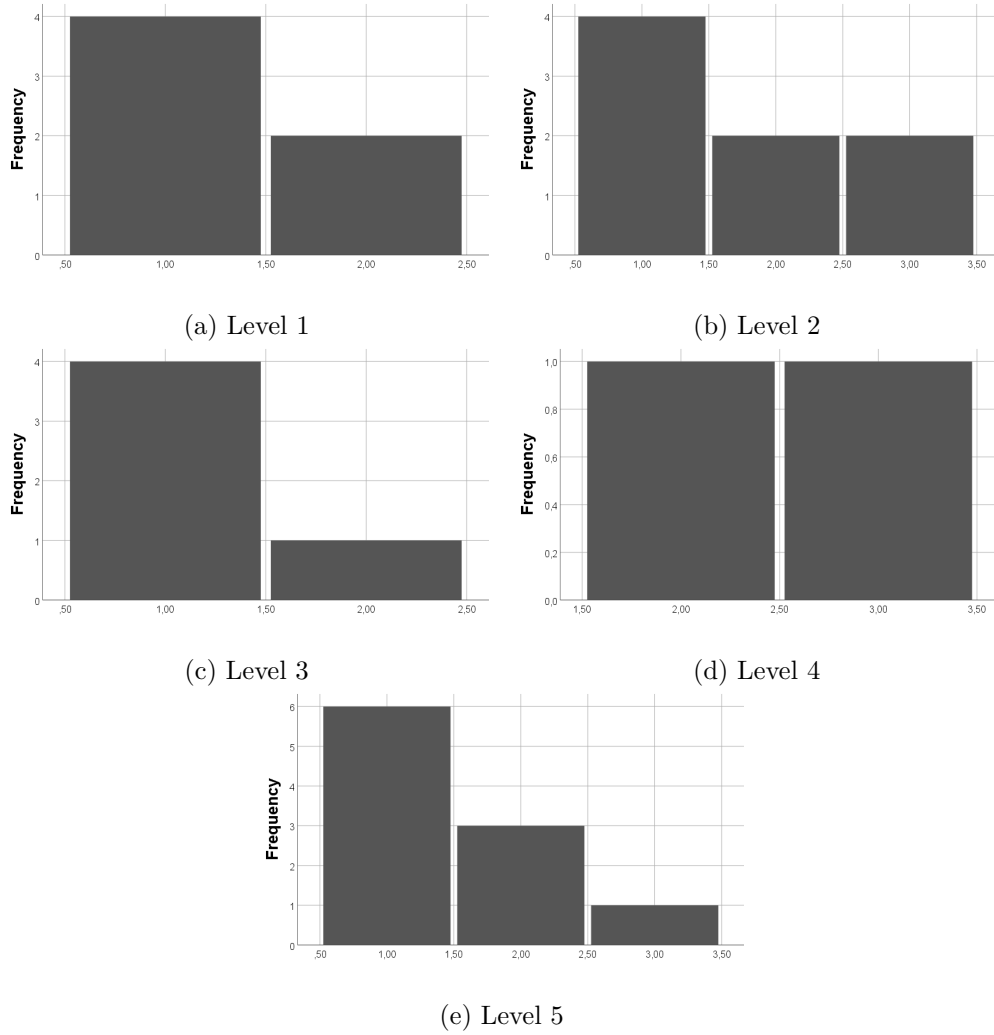 4
3
2
1
0
Frequency
,50 1,00 1,50 2,00 2,50
(a) Level 1
4
3
2
1
0
Frequency
,50 1,00 1,50 2,00 2,50 3,00 3,50
(b) Level 2
4
3
2
1
0
Frequency
,50 1,00 1,50 2,00 2,50
(c) Level 3
1,0
0,8
0,6
0,4
0,2
0,0
Frequency
1,50 2,00 2,50 3,00 3,50
(d) Level 4
6
5
4
3
2
1
0
Frequency
,50 1,00 1,50 2,00 2,50 3,00 3,50
(e) Level 5